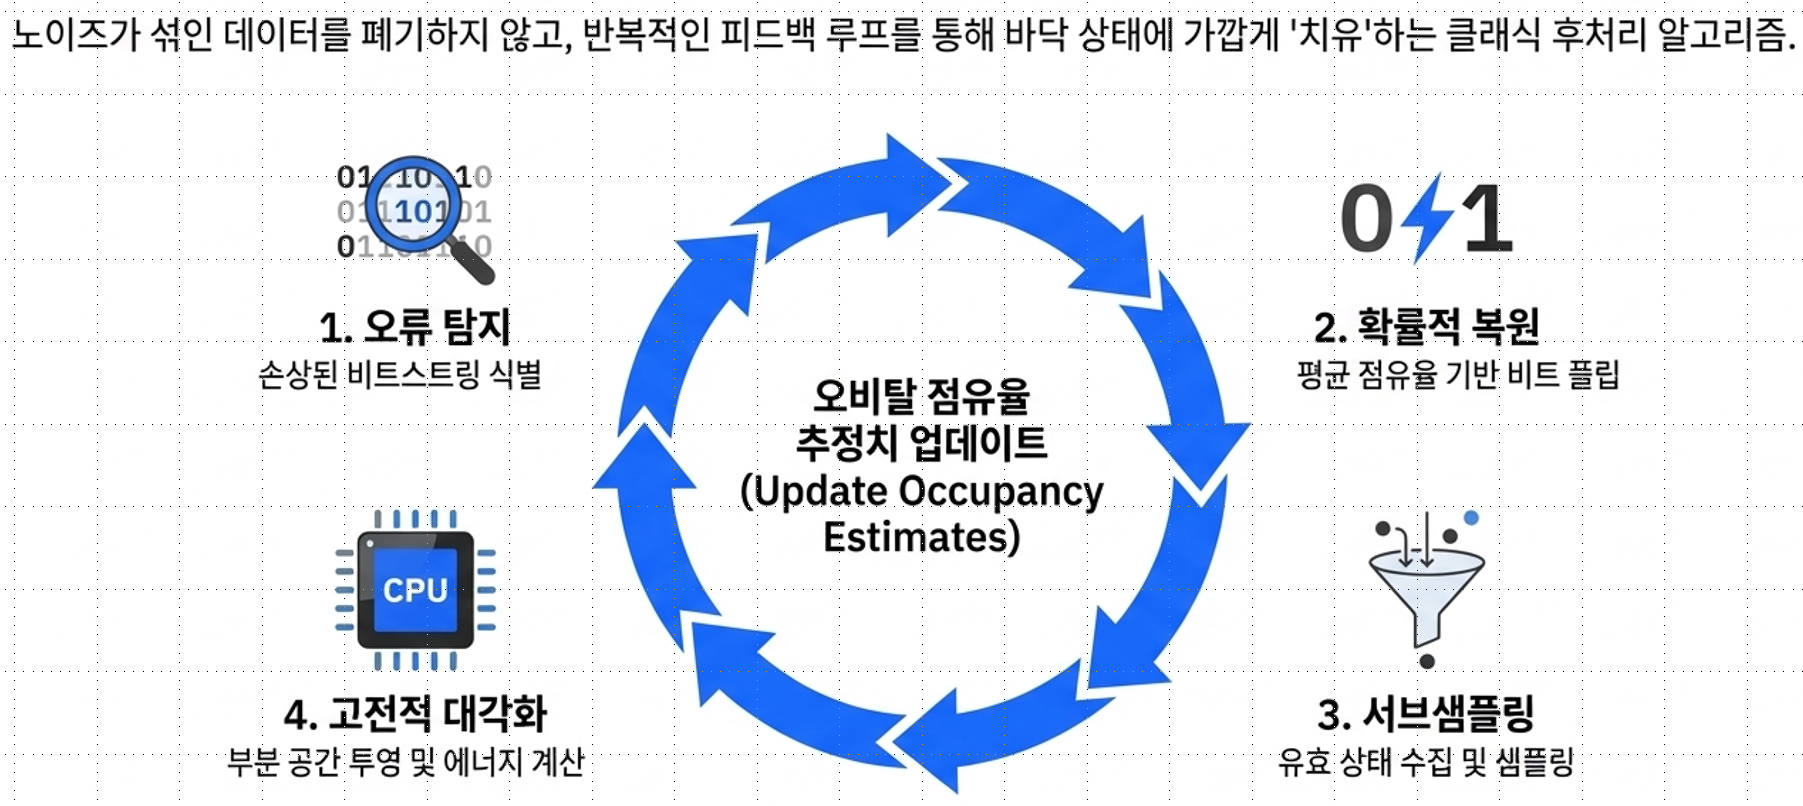 노이즈가 섞인 데이터를 폐기하지 않고, 반복적인 피드백 루프를 통해 바닥 상태에 가깝게 '치유'하는 클래식 후처리 알고리즘.
01110110
01110101
01101110
1. 오류 탐지
손상된 비트스트링 식별
0 1
2. 확률적 복원
평균 점유율 기반 비트 플립
오비탈 점유율
추정치 업데이트
(Update Occupancy
Estimates)
CPU
4. 고전적 대각화
부분 공간 투영 및 에너지 계산
3. 서브샘플링
유효 상태 수집 및 샘플링